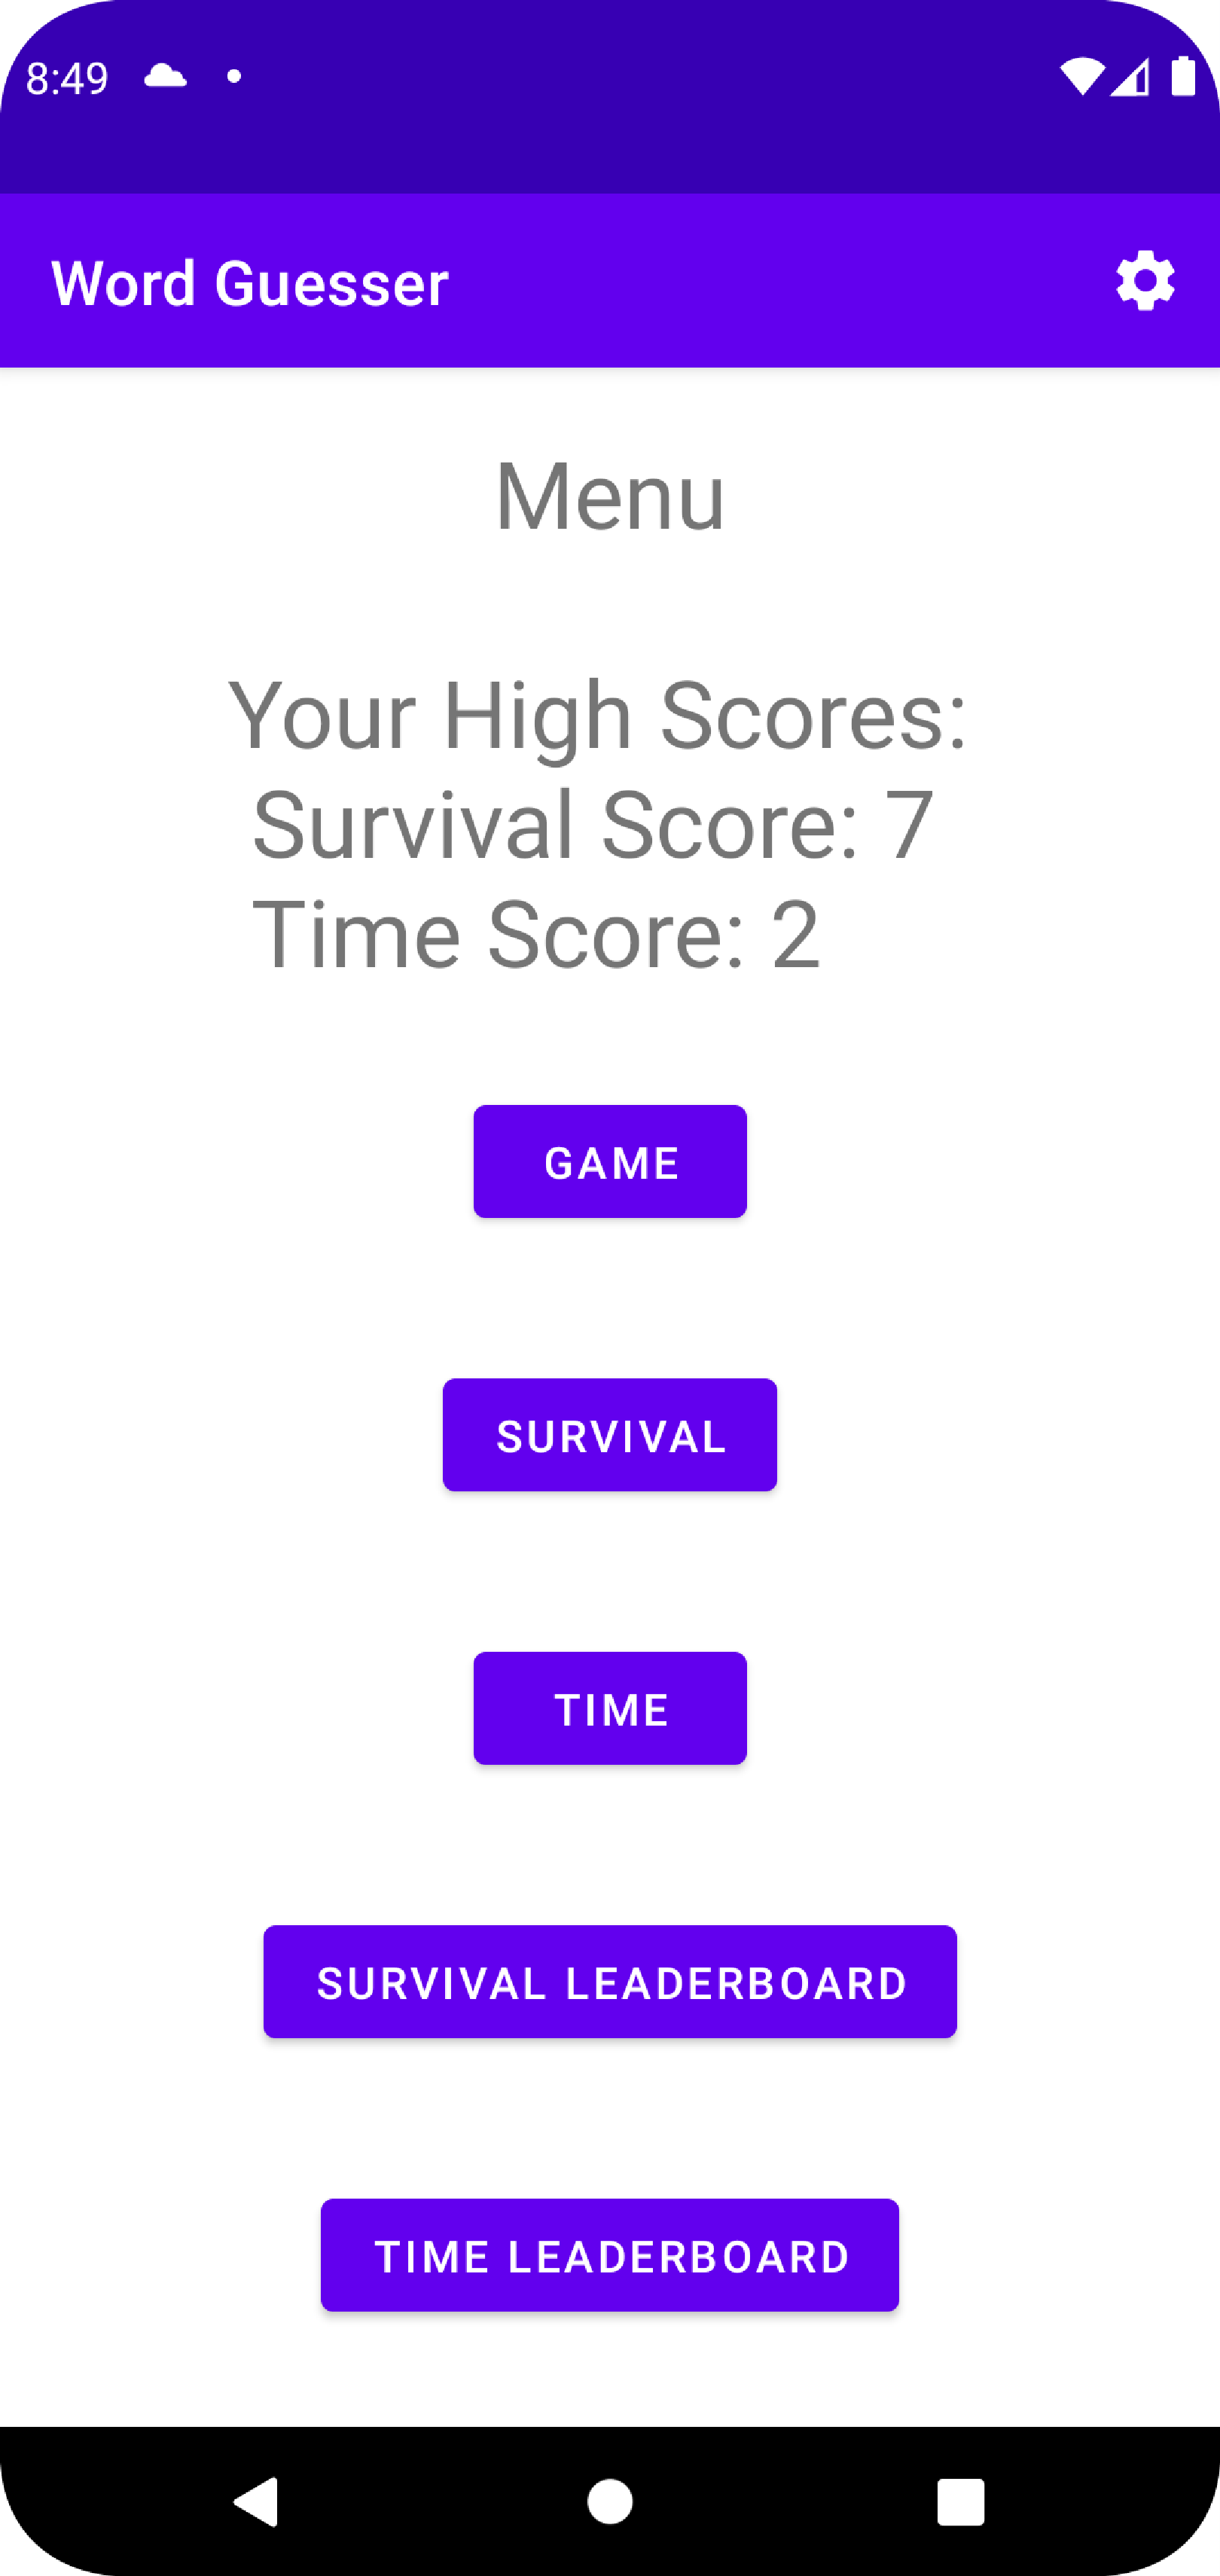 8:49
Word Guesser
Menu
Your High Scores:
Survival Score: 7
Time Score: 2
GAME
SURVIVAL
TIME
SURVIVAL LEADERBOARD
TIME LEADERBOARD